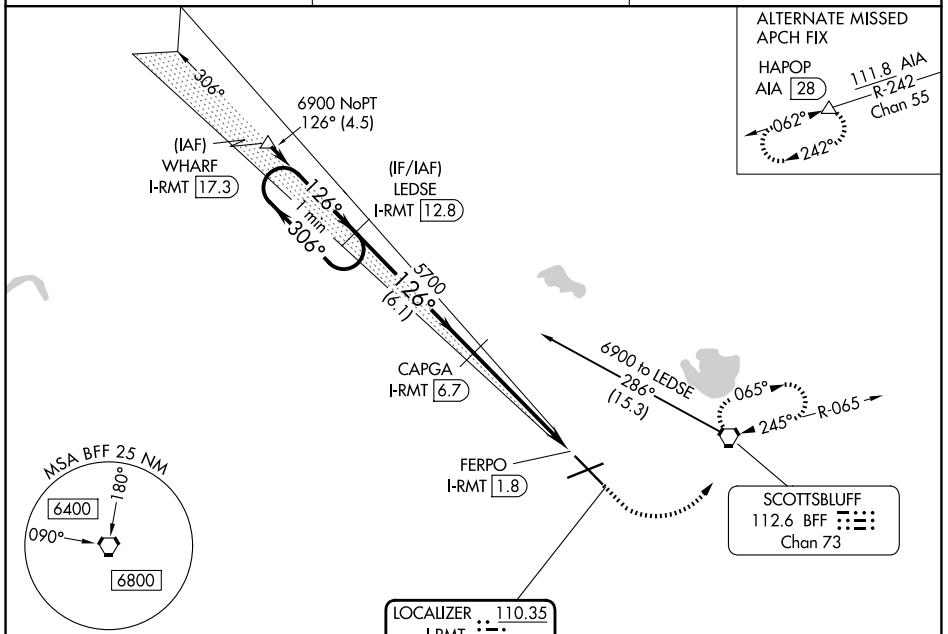 ALTERNATE MISSED
APCH FIX
HAPOP
AIA 28
111.8 AIA
R-242
Chan 55
062°
242°
306°
6900 NoPT
126° (4.5)
(IAF)
WHARF
I-RMT 17.3
(IF/IAF)
LEDSE
I-RMT 12.8
126°
1 min
306°
5700
126°
(6.1)
CAPGA
I-RMT 6.7
6900 to LEDSE
286°
(15.3)
065°
245°
R-065
FERPO
I-RMT 1.8
MSA BFF 25 NM
180°
6400
090°
6800
SCOTTSBLUFF
112.6 BFF
Chan 73
LOCALIZER 110.35
I-RMT